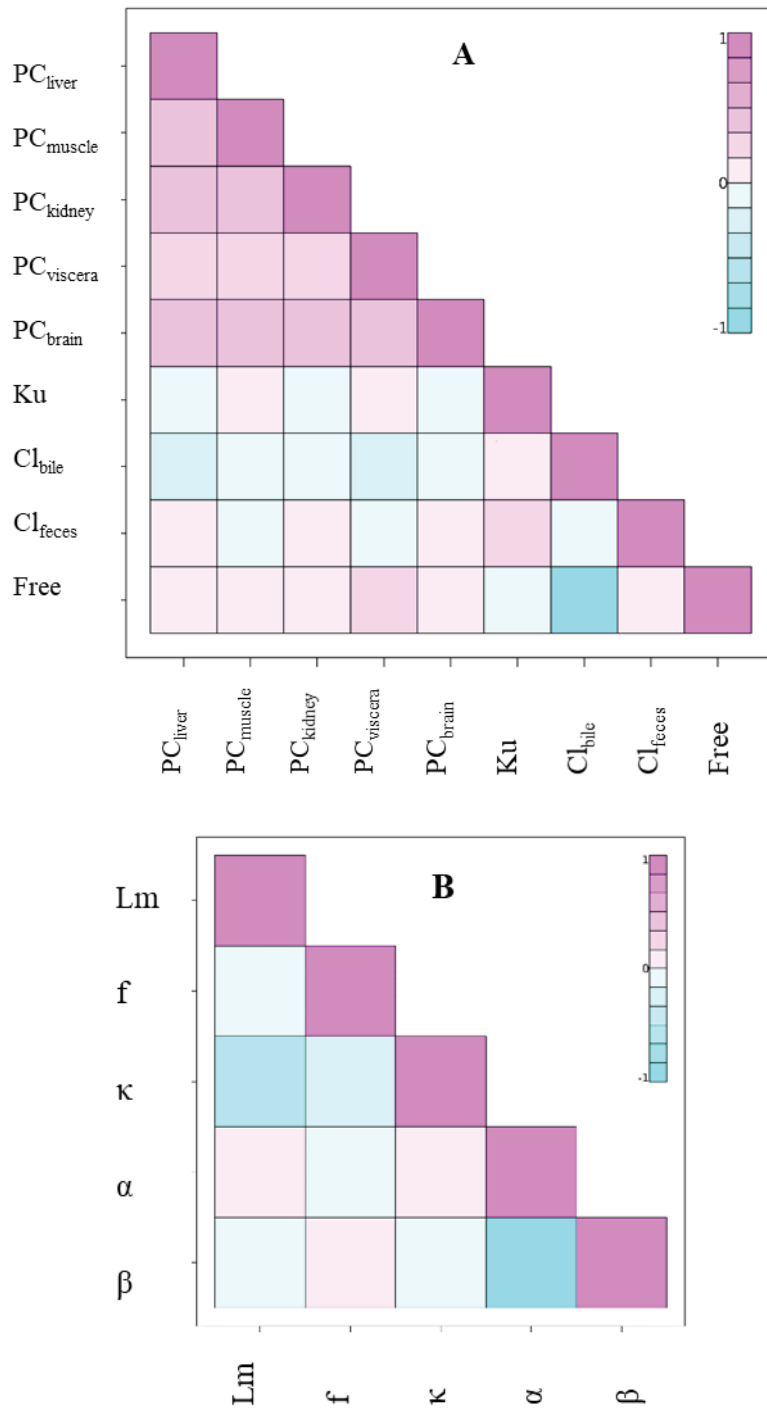 A
1
0
-1
PCliver
PCmuscle
PCkidney
PCviscera
PCbrain
Ku
Clbile
Clfeces
Free
PCliver
PCmuscle
PCkidney
PCviscera
PCbrain
Ku
Clbile
Clfeces
Free
B
1
0
-1
Lm
f
κ
α
β
Lm
f
κ
α
β